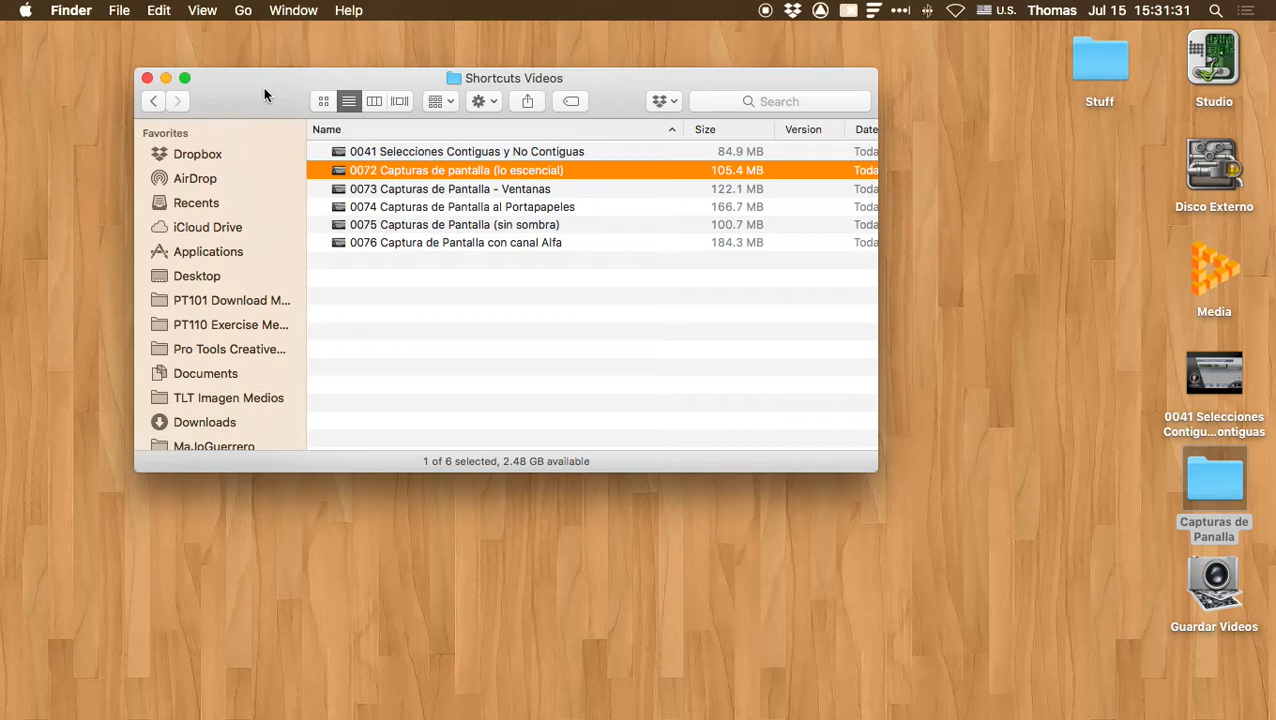 Finder File Edit View Go Window Help U.S. Thomas Jul 15 15:31:31
Shortcuts Videos
Search
Favorites
Dropbox
AirDrop
Recents
iCloud Drive
Applications
Desktop
PT101 Download M...
PT110 Exercise Me...
Pro Tools Creative...
Documents
TLT Imagen Medios
Downloads
MaJoGuerrero
Name Size Version Date
0041 Selecciones Contiguas y No Contiguas 84.9 MB Toda
0072 Capturas de pantalla (lo escencial) 105.4 MB Toda
0073 Capturas de Pantalla - Ventanas 122.1 MB Toda
0074 Capturas de Pantalla al Portapapeles 166.7 MB Toda
0075 Capturas de Pantalla (sin sombra) 100.7 MB Toda
0076 Captura de Pantalla con canal Alfa 184.3 MB Toda
1 of 6 selected, 2.48 GB available
Stuff
Studio
Disco Externo
Media
0041 Selecciones
Contigu...ontiguas
Capturas de
Panalla
Guardar Videos